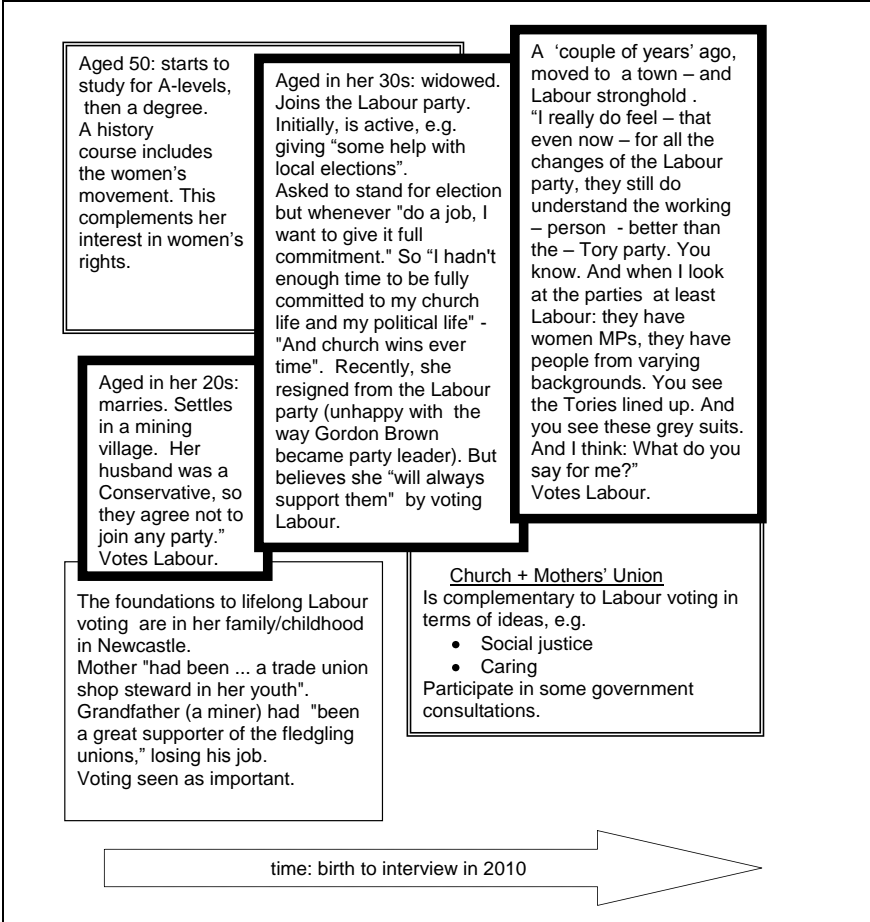 Aged 50: starts to
study for A-levels,
then a degree.
A history
course includes
the women's
movement. This
complements her
interest in women's
rights.
Aged in her 30s: widowed.
Joins the Labour party.
Initially, is active, e.g.
giving “some help with
local elections”.
Asked to stand for election
but whenever "do a job, I
want to give it full
commitment." So “I hadn't
enough time to be fully
committed to my church
life and my political life" -
"And church wins ever
time". Recently, she
resigned from the Labour
party (unhappy with the
way Gordon Brown
became party leader). But
believes she “will always
support them" by voting
Labour.
A ‘couple of years’ ago,
moved to a town – and
Labour stronghold .
“I really do feel – that
even now – for all the
changes of the Labour
party, they still do
understand the working
– person - better than
the – Tory party. You
know. And when I look
at the parties at least
Labour: they have
women MPs, they have
people from varying
backgrounds. You see
the Tories lined up. And
you see these grey suits.
And I think: What do you
say for me?”
Votes Labour.
Aged in her 20s:
marries. Settles
in a mining
village. Her
husband was a
Conservative, so
they agree not to
join any party.”
Votes Labour.
The foundations to lifelong Labour
voting are in her family/childhood
in Newcastle.
Mother "had been ... a trade union
shop steward in her youth".
Grandfather (a miner) had "been
a great supporter of the fledgling
unions,” losing his job.
Voting seen as important.
Church + Mothers’ Union
Is complementary to Labour voting in
terms of ideas, e.g.
• Social justice
• Caring
Participate in some government
consultations.
time: birth to interview in 2010